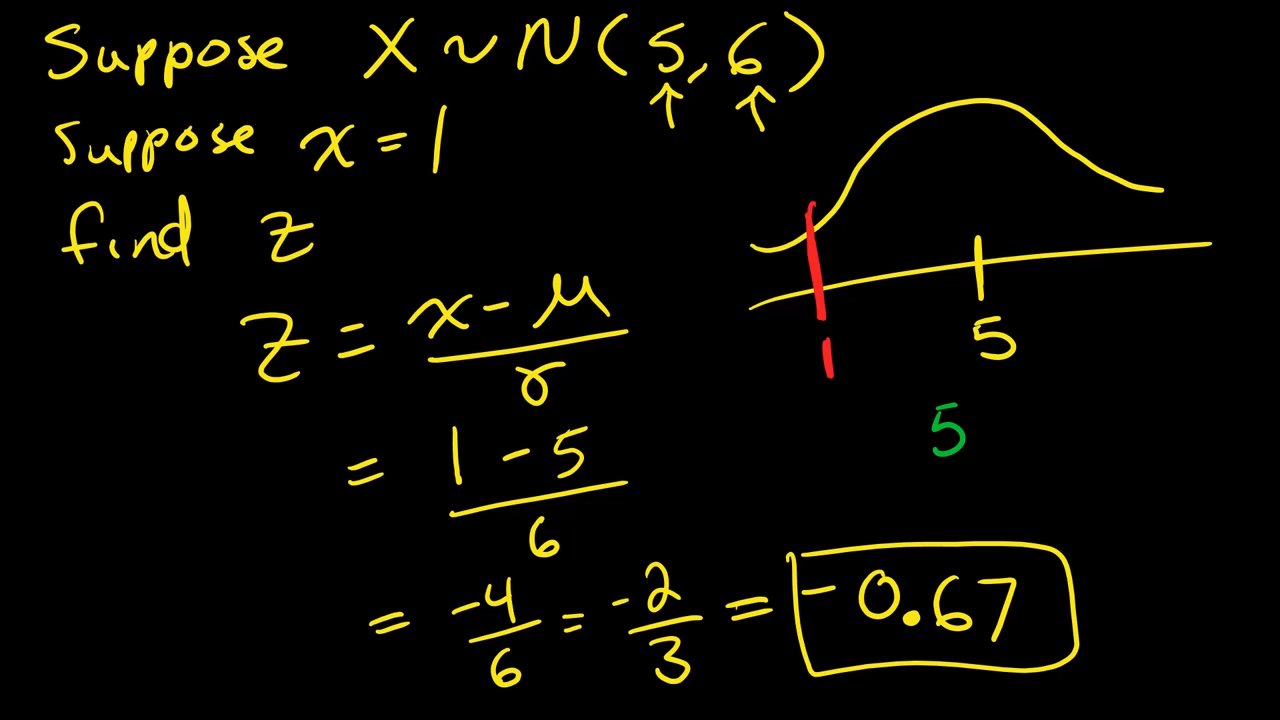 Suppose X ~ N(5, 6)
↑ ↑
suppose x = 1
find z
z = (x - μ)/σ
= (1 - 5)/6
= -4/6 = -2/3 = -0.67
5
1
5